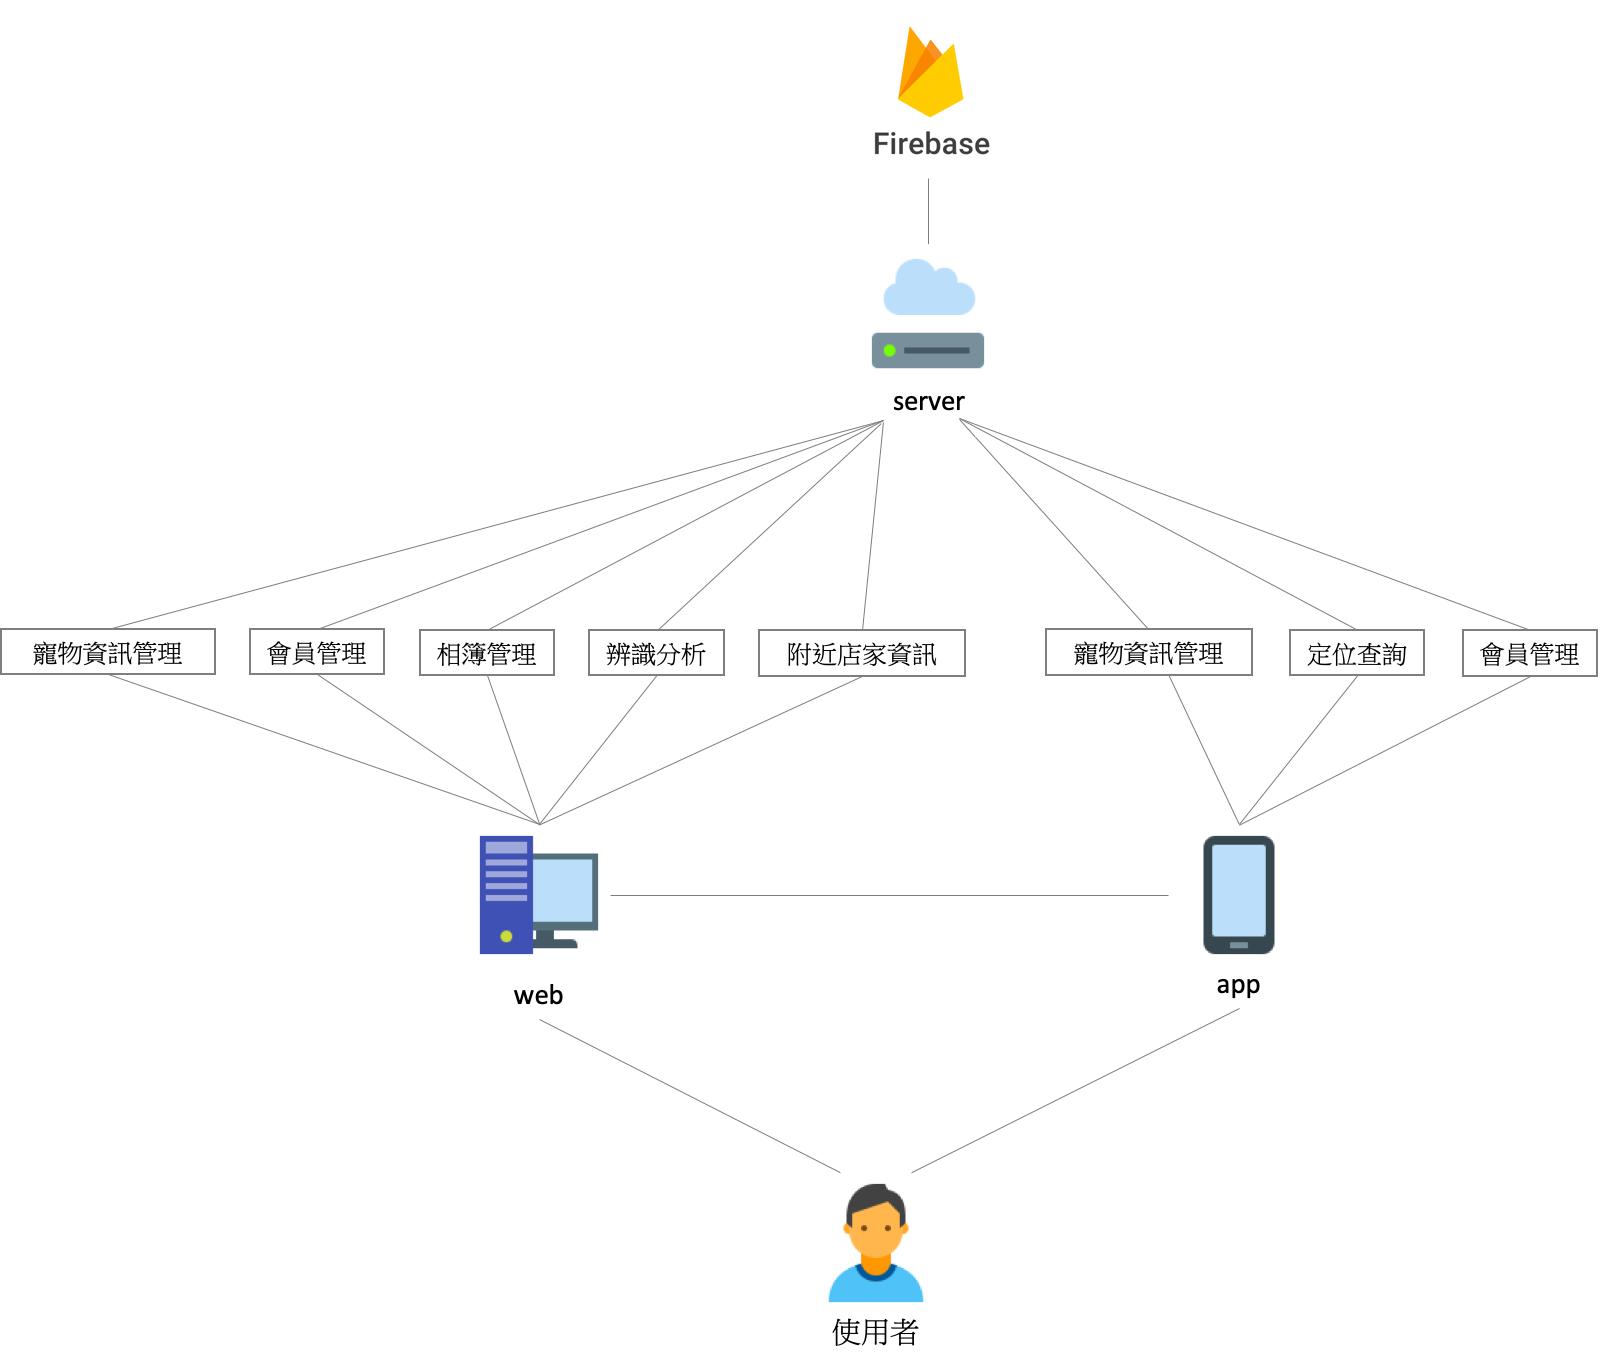 Firebase
server
寵物資訊管理
會員管理
相簿管理
辨識分析
附近店家資訊
寵物資訊管理
定位查詢
會員管理
web
app
使用者